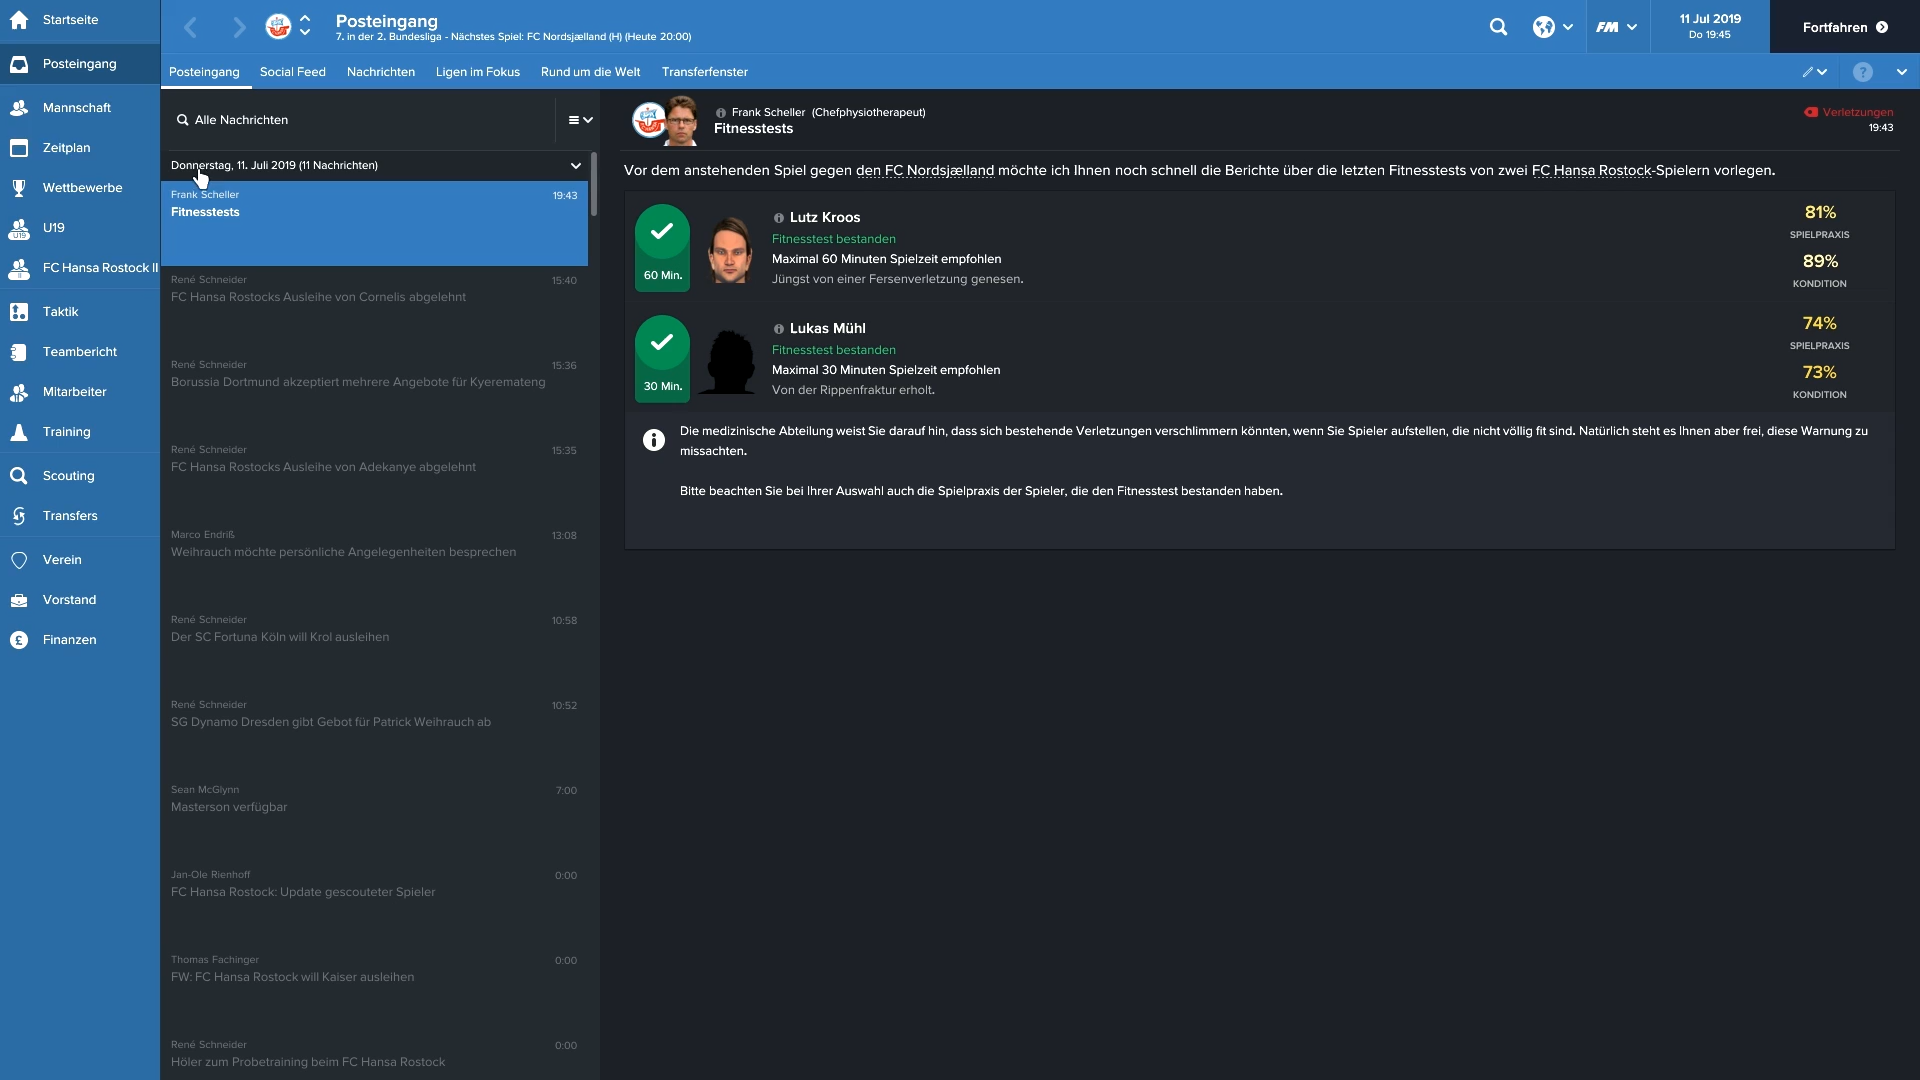 Startseite
Posteingang
Mannschaft
Zeitplan
Wettbewerbe
U19
U19
FC Hansa Rostock II
II
Taktik
Teambericht
Mitarbeiter
Training
Scouting
Transfers
Verein
Vorstand
Finanzen
Posteingang
7. in der 2. Bundesliga - Nächstes Spiel: FC Nordsjælland (H) (Heute 20:00)
FM
11 Jul 2019
Do 19:45
Fortfahren
Posteingang Social Feed Nachrichten Ligen im Fokus Rund um die Welt Transferfenster
?
Alle Nachrichten
Donnerstag, 11. Juli 2019 (11 Nachrichten)
Frank Scheller 19:43
Fitnesstests
René Schneider 15:40
FC Hansa Rostocks Ausleihe von Cornelis abgelehnt
René Schneider 15:36
Borussia Dortmund akzeptiert mehrere Angebote für Kyeremateng
René Schneider 15:35
FC Hansa Rostocks Ausleihe von Adekanye abgelehnt
Marco Endriß 13:08
Weihrauch möchte persönliche Angelegenheiten besprechen
René Schneider 10:58
Der SC Fortuna Köln will Krol ausleihen
René Schneider 10:52
SG Dynamo Dresden gibt Gebot für Patrick Weihrauch ab
Sean McGlynn 7:00
Masterson verfügbar
Jan-Ole Rienhoff 0:00
FC Hansa Rostock: Update gescouteter Spieler
Thomas Fachinger 0:00
FW: FC Hansa Rostock will Kaiser ausleihen
René Schneider 0:00
Höler zum Probetraining beim FC Hansa Rostock
Frank Scheller (Chefphysiotherapeut)
Fitnesstests
Verletzungen
19:43
Vor dem anstehenden Spiel gegen den FC Nordsjælland möchte ich Ihnen noch schnell die Berichte über die letzten Fitnesstests von zwei FC Hansa Rostock-Spielern vorlegen.
60 Min.
Lutz Kroos
Fitnesstest bestanden
Maximal 60 Minuten Spielzeit empfohlen
Jüngst von einer Fersenverletzung genesen.
81%
SPIELPRAXIS
89%
KONDITION
30 Min.
Lukas Mühl
Fitnesstest bestanden
Maximal 30 Minuten Spielzeit empfohlen
Von der Rippenfraktur erholt.
74%
SPIELPRAXIS
73%
KONDITION
Die medizinische Abteilung weist Sie darauf hin, dass sich bestehende Verletzungen verschlimmern könnten, wenn Sie Spieler aufstellen, die nicht völlig fit sind. Natürlich steht es Ihnen aber frei, diese Warnung zu
missachten.
Bitte beachten Sie bei Ihrer Auswahl auch die Spielpraxis der Spieler, die den Fitnesstest bestanden haben.